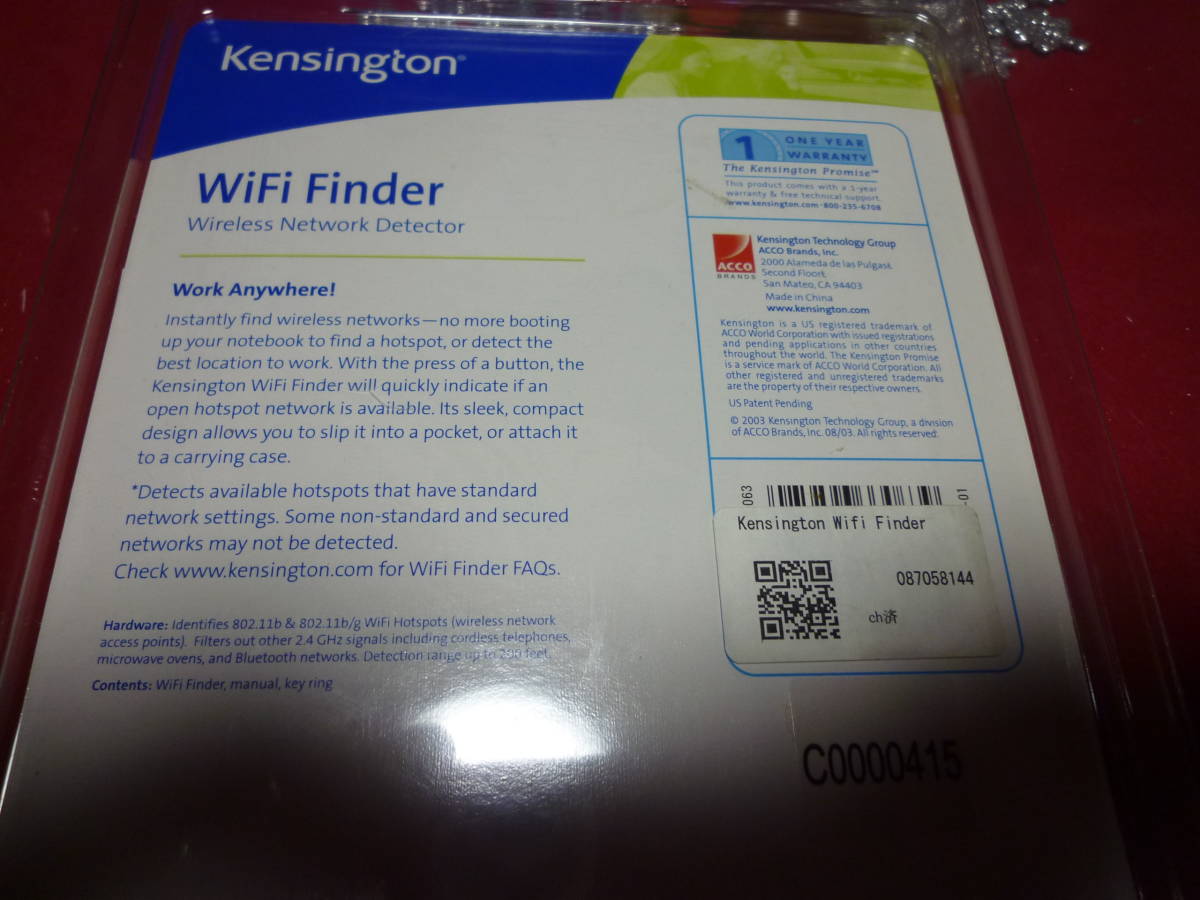 Kensington®
WiFi Finder
Wireless Network Detector
Work Anywhere!
Instantly find wireless networks—no more booting
up your notebook to find a hotspot, or detect the
best location to work. With the press of a button, the
Kensington WiFi Finder will quickly indicate if an
open hotspot network is available. Its sleek, compact
design allows you to slip it into a pocket, or attach it
to a carrying case.
*Detects available hotspots that have standard
network settings. Some non-standard and secured
networks may not be detected.
Check www.kensington.com for WiFi Finder FAQs.
Hardware: Identifies 802.11b & 802.11b/g WiFi Hotspots (wireless network
access points). Filters out other 2.4 GHz signals including cordless telephones,
microwave ovens, and Bluetooth networks. Detection range up to 200 feet.
Contents: WiFi Finder, manual, key ring
1 ONE YEAR
WARRANTY
The Kensington Promise℠
This product comes with a 1-year
warranty & free technical support.
www.kensington.com • 800-235-6708
ACCO
BRANDS
Kensington Technology Group
ACCO Brands, Inc.
2000 Alameda de las Pulgas
Second Floor
San Mateo, CA 94403
Made in China
www.kensington.com
Kensington is a US registered trademark of
ACCO World Corporation with issued registrations
and pending applications in other countries
throughout the world. The Kensington Promise
is a service mark of ACCO World Corporation. All
other registered and unregistered trademarks
are the property of their respective owners.
US Patent Pending
© 2003 Kensington Technology Group, a division
of ACCO Brands, Inc. 08/03. All rights reserved.
063
-01
Kensington Wifi Finder
087058144
ch済
C0000415